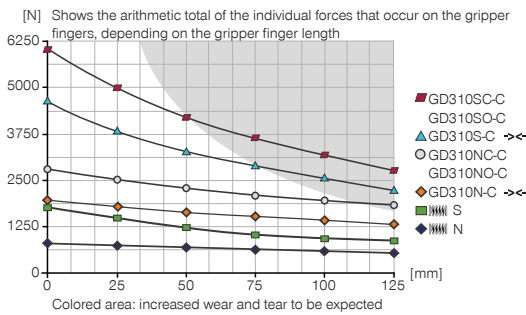 [N] Shows the arithmetic total of the individual forces that occur on the gripper
fingers, depending on the gripper finger length
6250
5000
3750
2500
1250
0
0 25 50 75 100 125
[mm]
GD310SC-C
GD310SO-C
GD310S-C
GD310NC-C
GD310NO-C
GD310N-C
S
N
Colored area: increased wear and tear to be expected